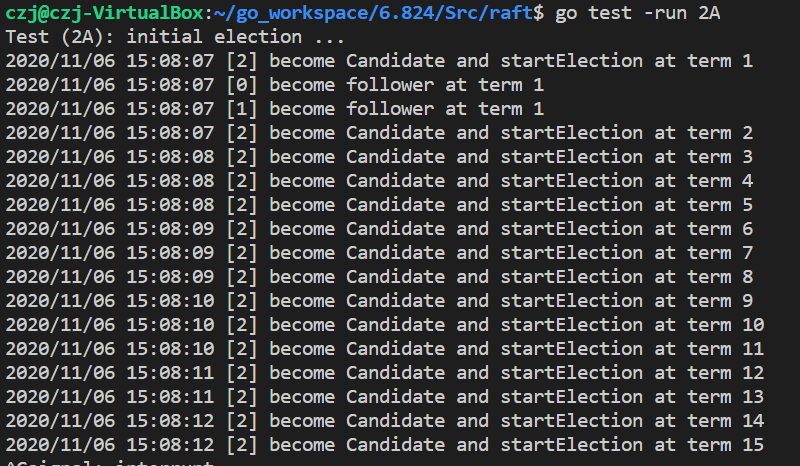 czj@czj-VirtualBox:~/go_workspace/6.824/Src/raft$ go test -run 2A
Test (2A): initial election ...
2020/11/06 15:08:07 [2] become Candidate and startElection at term 1
2020/11/06 15:08:07 [0] become follower at term 1
2020/11/06 15:08:07 [1] become follower at term 1
2020/11/06 15:08:07 [2] become Candidate and startElection at term 2
2020/11/06 15:08:08 [2] become Candidate and startElection at term 3
2020/11/06 15:08:08 [2] become Candidate and startElection at term 4
2020/11/06 15:08:08 [2] become Candidate and startElection at term 5
2020/11/06 15:08:09 [2] become Candidate and startElection at term 6
2020/11/06 15:08:09 [2] become Candidate and startElection at term 7
2020/11/06 15:08:09 [2] become Candidate and startElection at term 8
2020/11/06 15:08:10 [2] become Candidate and startElection at term 9
2020/11/06 15:08:10 [2] become Candidate and startElection at term 10
2020/11/06 15:08:10 [2] become Candidate and startElection at term 11
2020/11/06 15:08:11 [2] become Candidate and startElection at term 12
2020/11/06 15:08:11 [2] become Candidate and startElection at term 13
2020/11/06 15:08:12 [2] become Candidate and startElection at term 14
2020/11/06 15:08:12 [2] become Candidate and startElection at term 15
^Csignal: interrupt